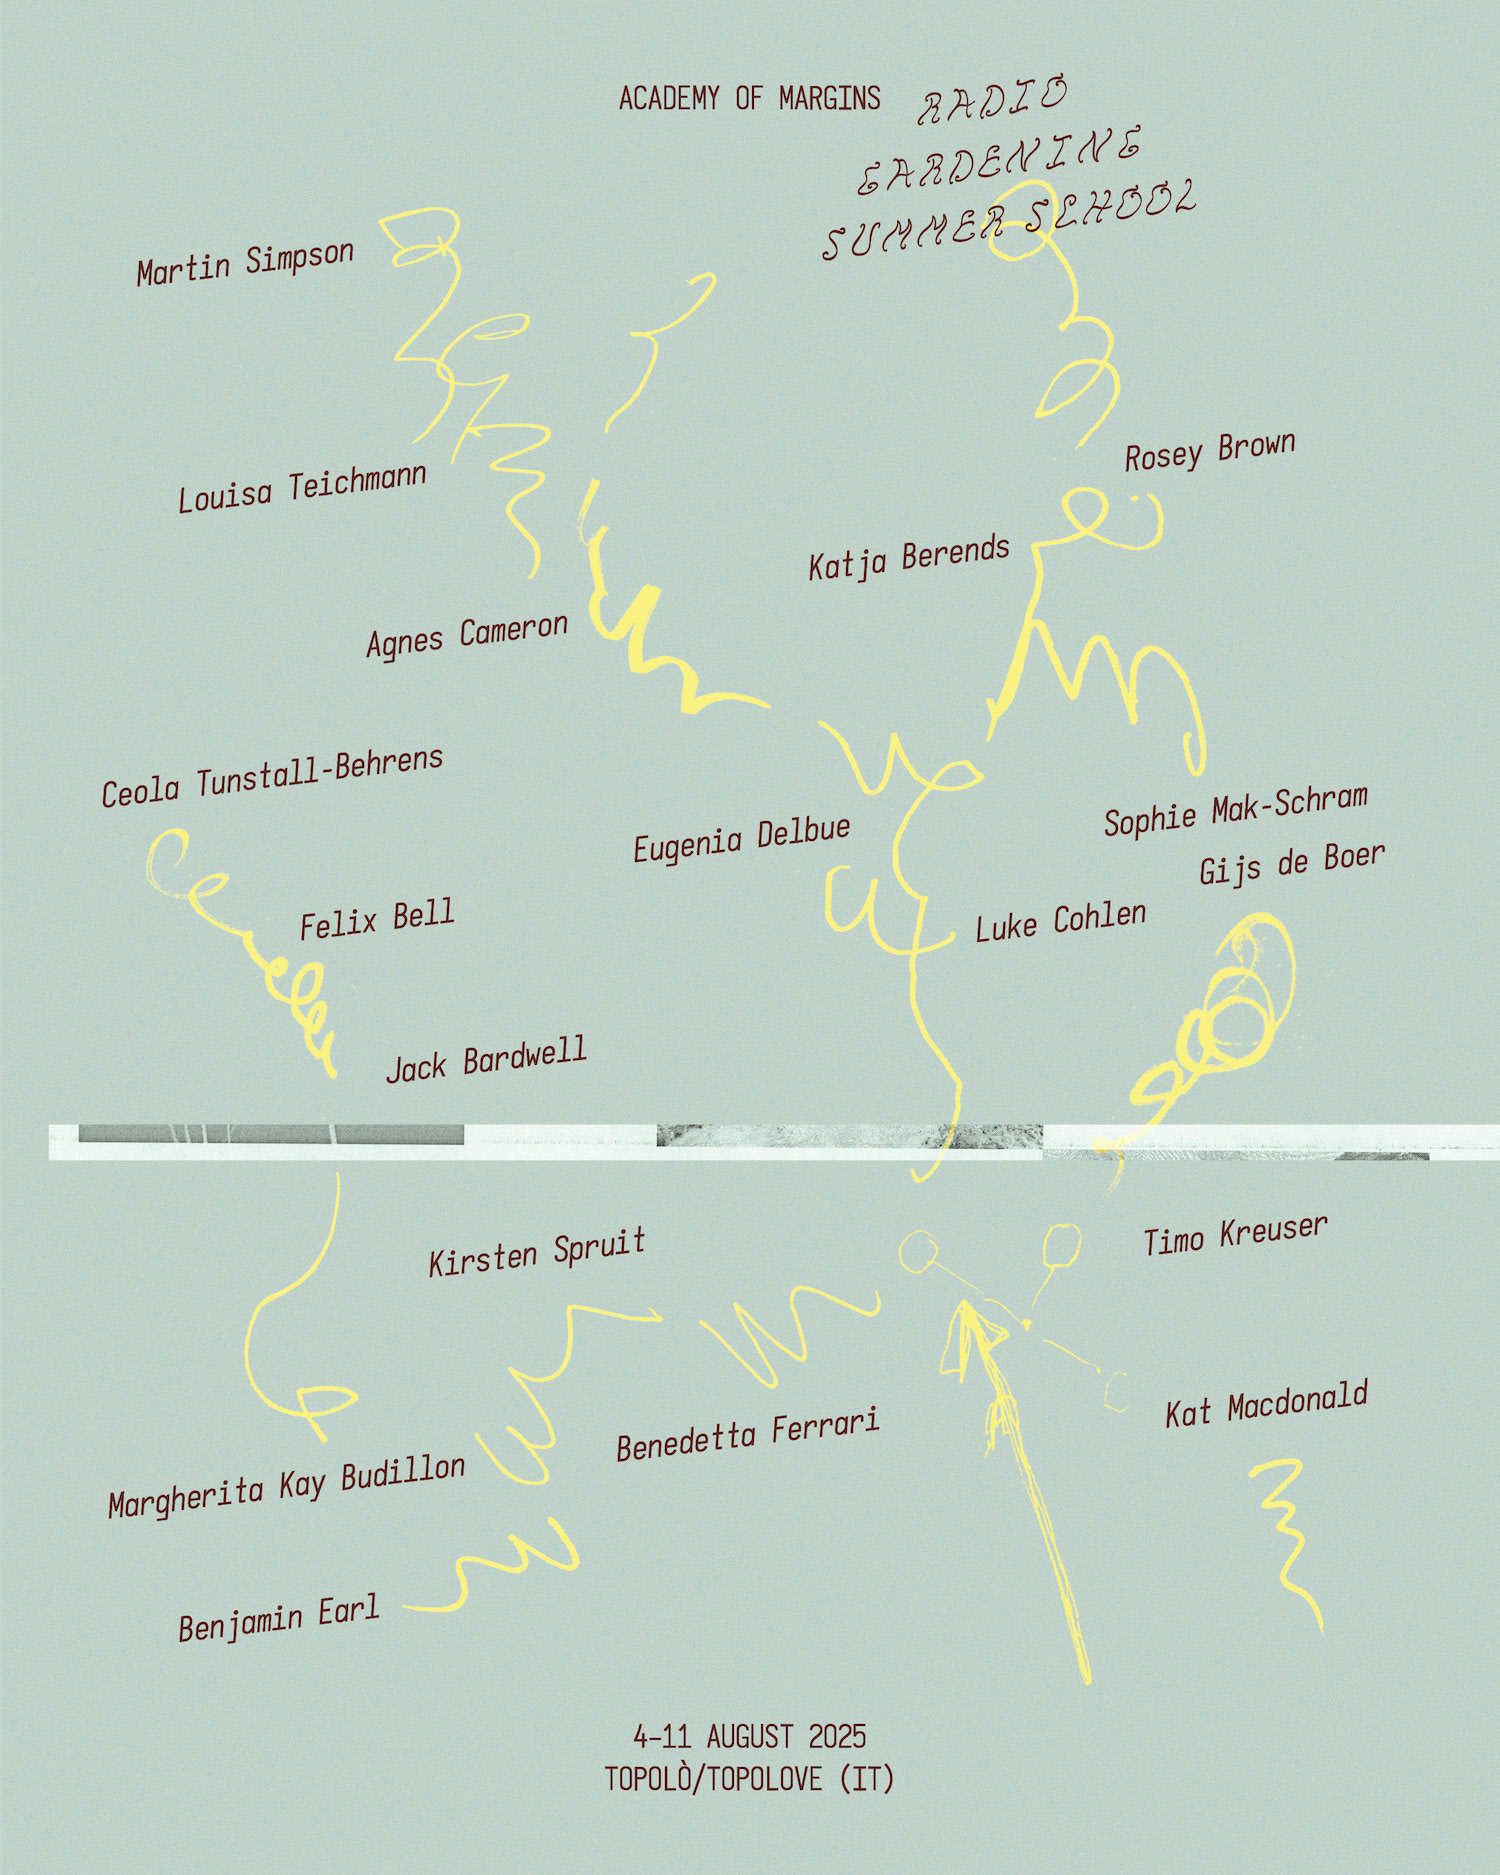 ACADEMY OF MARGINS
RADIO
GARDENING
SUMMER SCHOOL
Martin Simpson
Rosey Brown
Louisa Teichmann
Katja Berends
Agnes Cameron
Ceola Tunstall-Behrens
Sophie Mak-Schram
Eugenia Delbue
Gijs de Boer
Felix Bell
Luke Cohlen
Jack Bardwell
Timo Kreuser
Kirsten Spruit
Kat Macdonald
Benedetta Ferrari
Margherita Kay Budillon
Benjamin Earl
4–11 AUGUST 2025
TOPOLÒ/TOPOLOVE (IT)